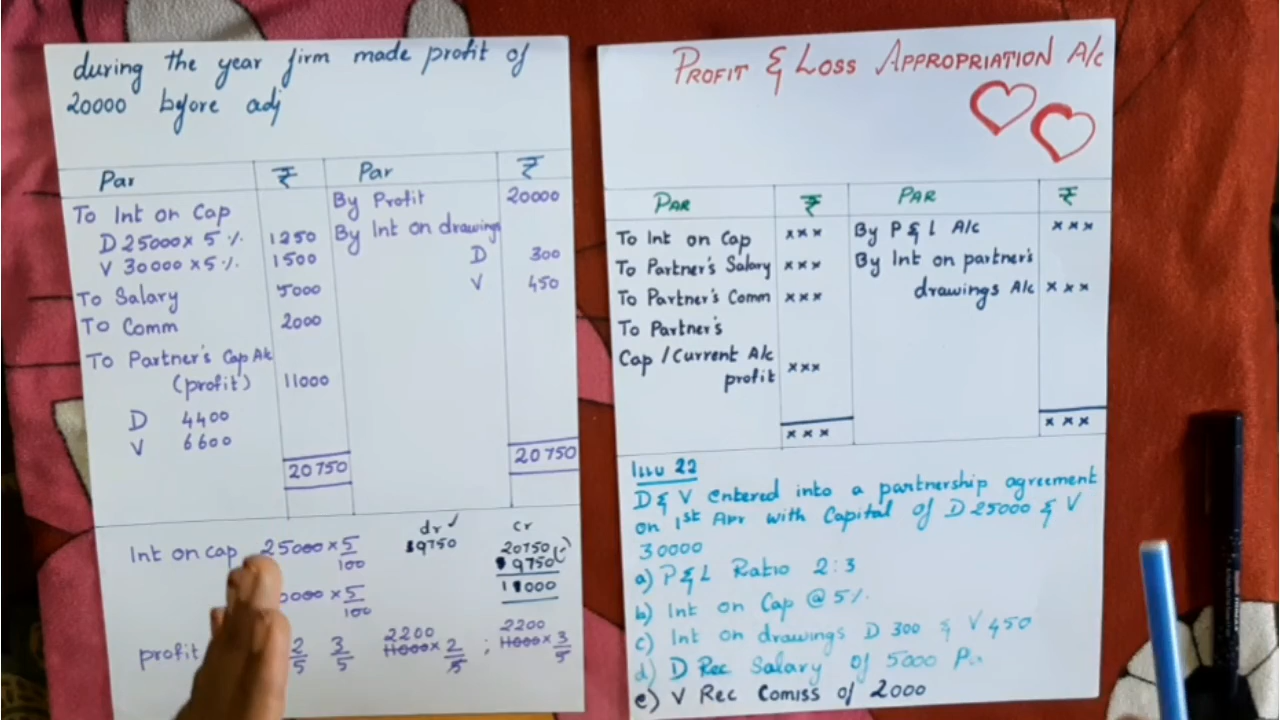 during the year firm made profit of
20000 before adj
Par ₹ Par ₹
To Int on Cap
D 25000 x 5 % 1250
V 30000 x 5 % 1500
To Salary 5000
To Comm 2000
To Partner's Cap A/c
(profit) 11000
D 4400
V 6600
20750
By Profit 20000
By Int on drawings
D 300
V 450
20750
Int on cap 25000 x 5/100
0000 x 5/100
dr ✓
9750
cr
20750
9750 (-)
11000
profit 2/5 3/5
2200
11000 x 2/5 ;
2200
11000 x 3/5
PROFIT & LOSS APPROPRIATION A/c
PAR ₹ PAR ₹
To Int on Cap xxx
To Partner's Salary xxx
To Partner's Comm xxx
To Partner's
Cap / Current A/c
profit xxx
xxx
By P & L A/c xxx
By Int on partner's
drawings A/c xxx
xxx
Illu 22
D & V entered into a partnership agreement
on 1st Apr with Capital of D 25000 & V
30000
a) P & L Ratio 2:3
b) Int on Cap @ 5%.
c) Int on drawings D 300 & V 450
d) D Rec Salary of 5000 Pa
e) V Rec Comiss of 2000